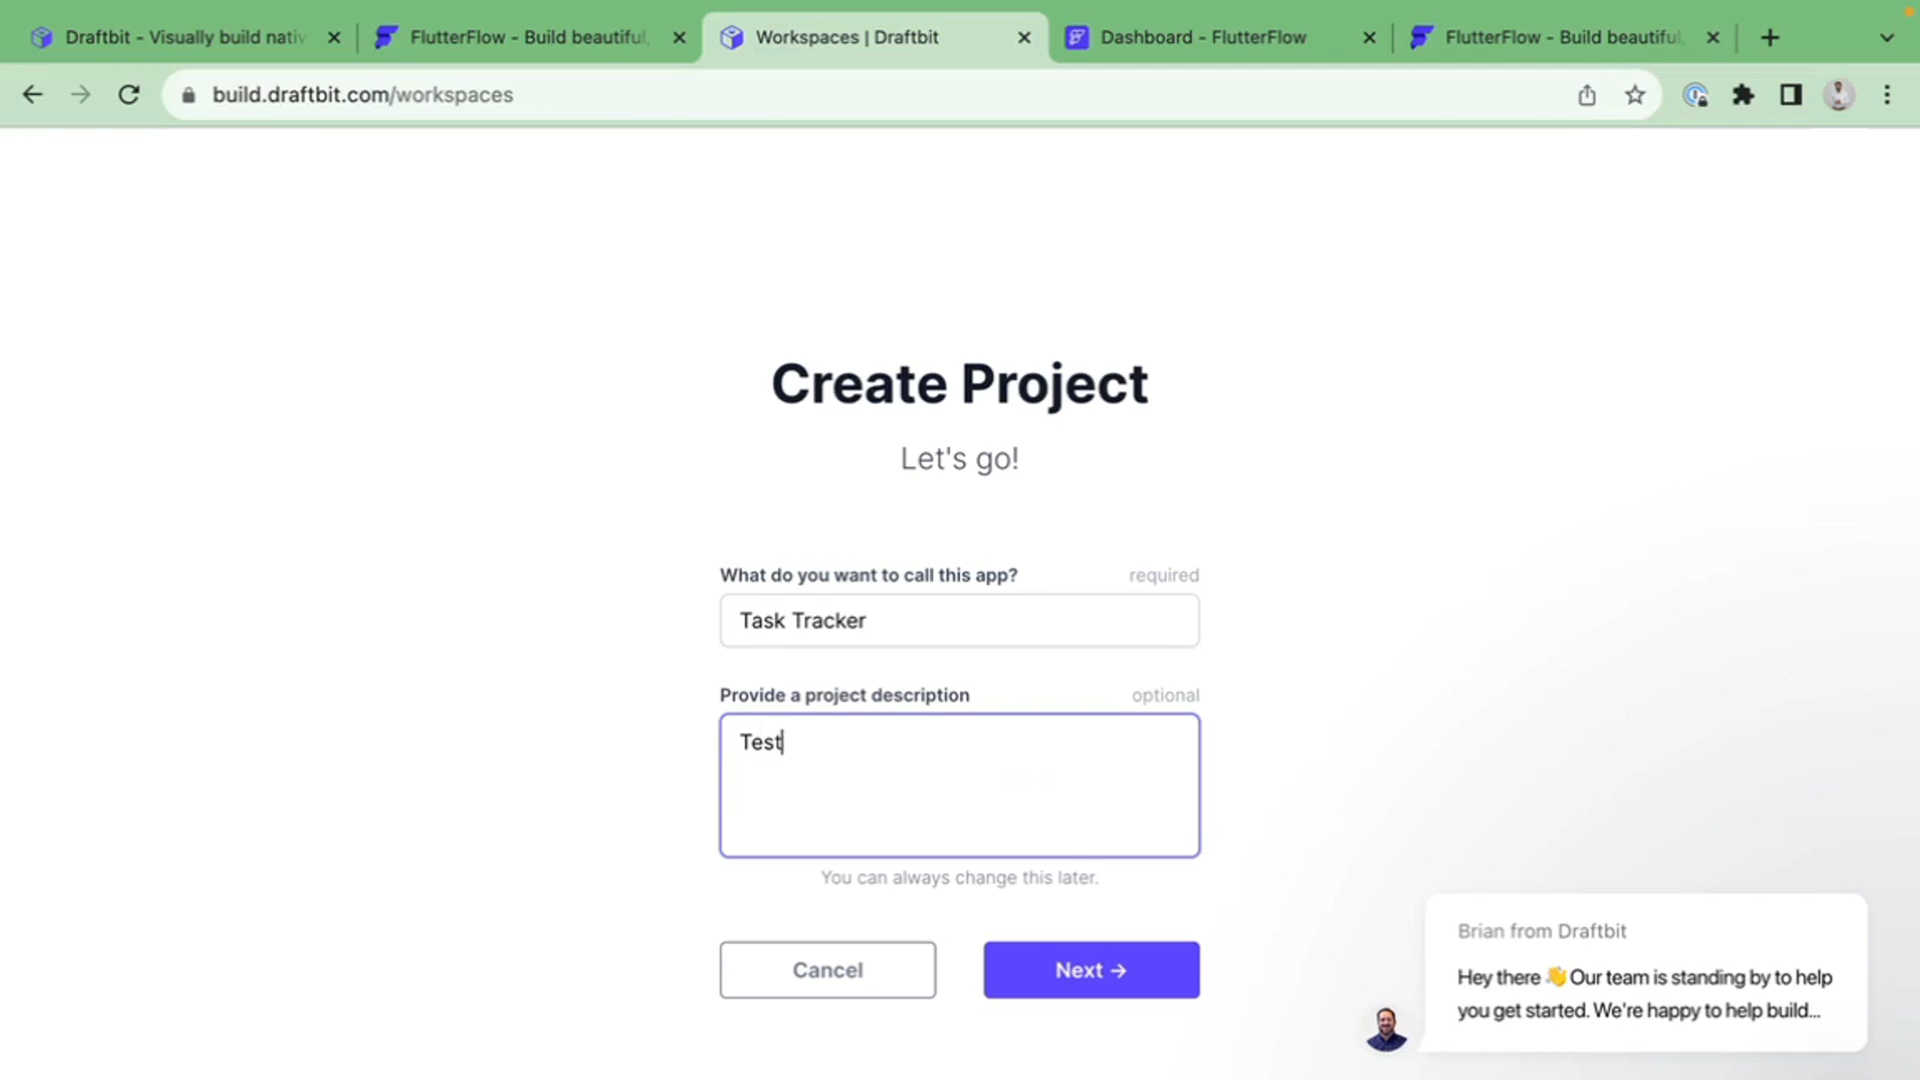 Draftbit - Visually build nativ
FlutterFlow - Build beautiful,
Workspaces | Draftbit
Dashboard - FlutterFlow
FlutterFlow - Build beautiful,
build.draftbit.com/workspaces
Create Project
Let's go!
What do you want to call this app? required
Task Tracker
Provide a project description optional
Test
You can always change this later.
Cancel
Next →
Brian from Draftbit
Hey there 👋 Our team is standing by to help
you get started. We're happy to help build...